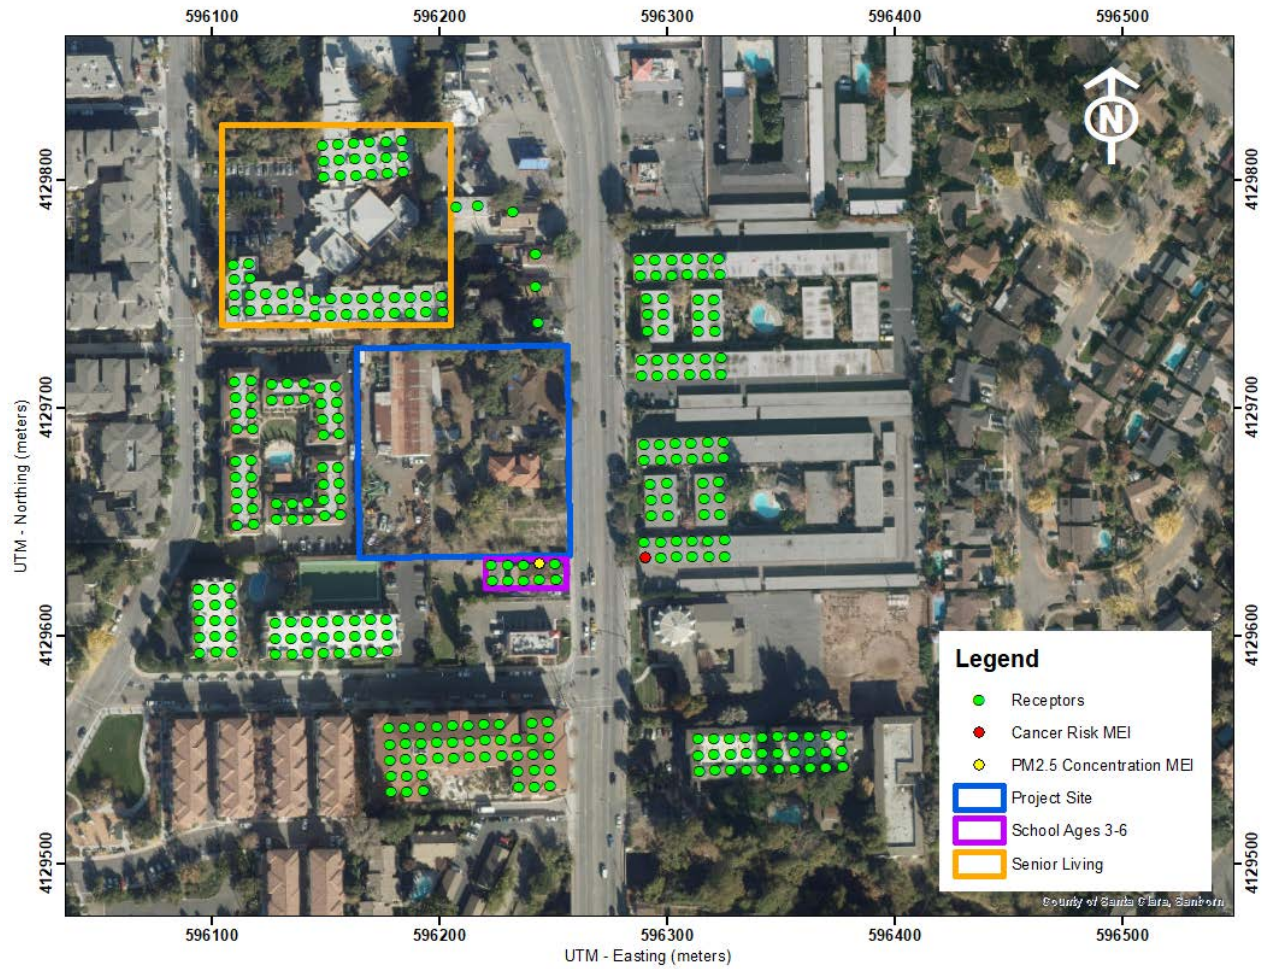 596100 596200 596300 596400 596500
4129800
4129700
4129600
4129500
UTM - Northing (meters)
N
4129800
4129700
4129600
4129500
Legend
Receptors
Cancer Risk MEI
PM2.5 Concentration MEI
Project Site
School Ages 3-6
Senior Living
County of Santa Clara, Sanborn
596100 596200 596300 596400 596500
UTM - Easting (meters)